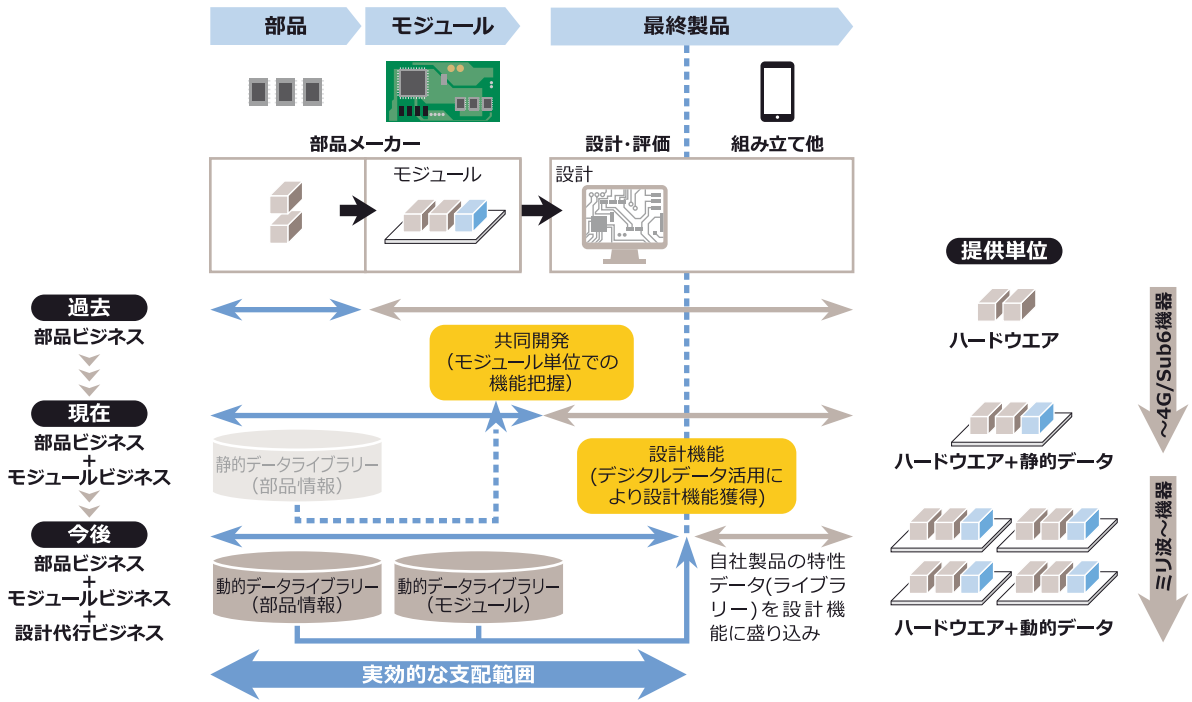 部品
モジュール
最終製品
部品メーカー
設計・評価
組み立て他
モジュール
設計
提供単位
過去
部品ビジネス
ハードウエア
共同開発
（モジュール単位での
機能把握）
～4G/Sub6機器
現在
部品ビジネス
+
モジュールビジネス
静的データライブラリー
（部品情報）
設計機能
(デジタルデータ活用に
より設計機能獲得)
ハードウエア+静的データ
今後
部品ビジネス
+
モジュールビジネス
+
設計代行ビジネス
動的データライブラリー
（部品情報）
動的データライブラリー
（モジュール）
自社製品の特性
データ(ライブラ
リー)を設計機
能に盛り込み
ミリ波～機器
ハードウエア+動的データ
実効的な支配範囲